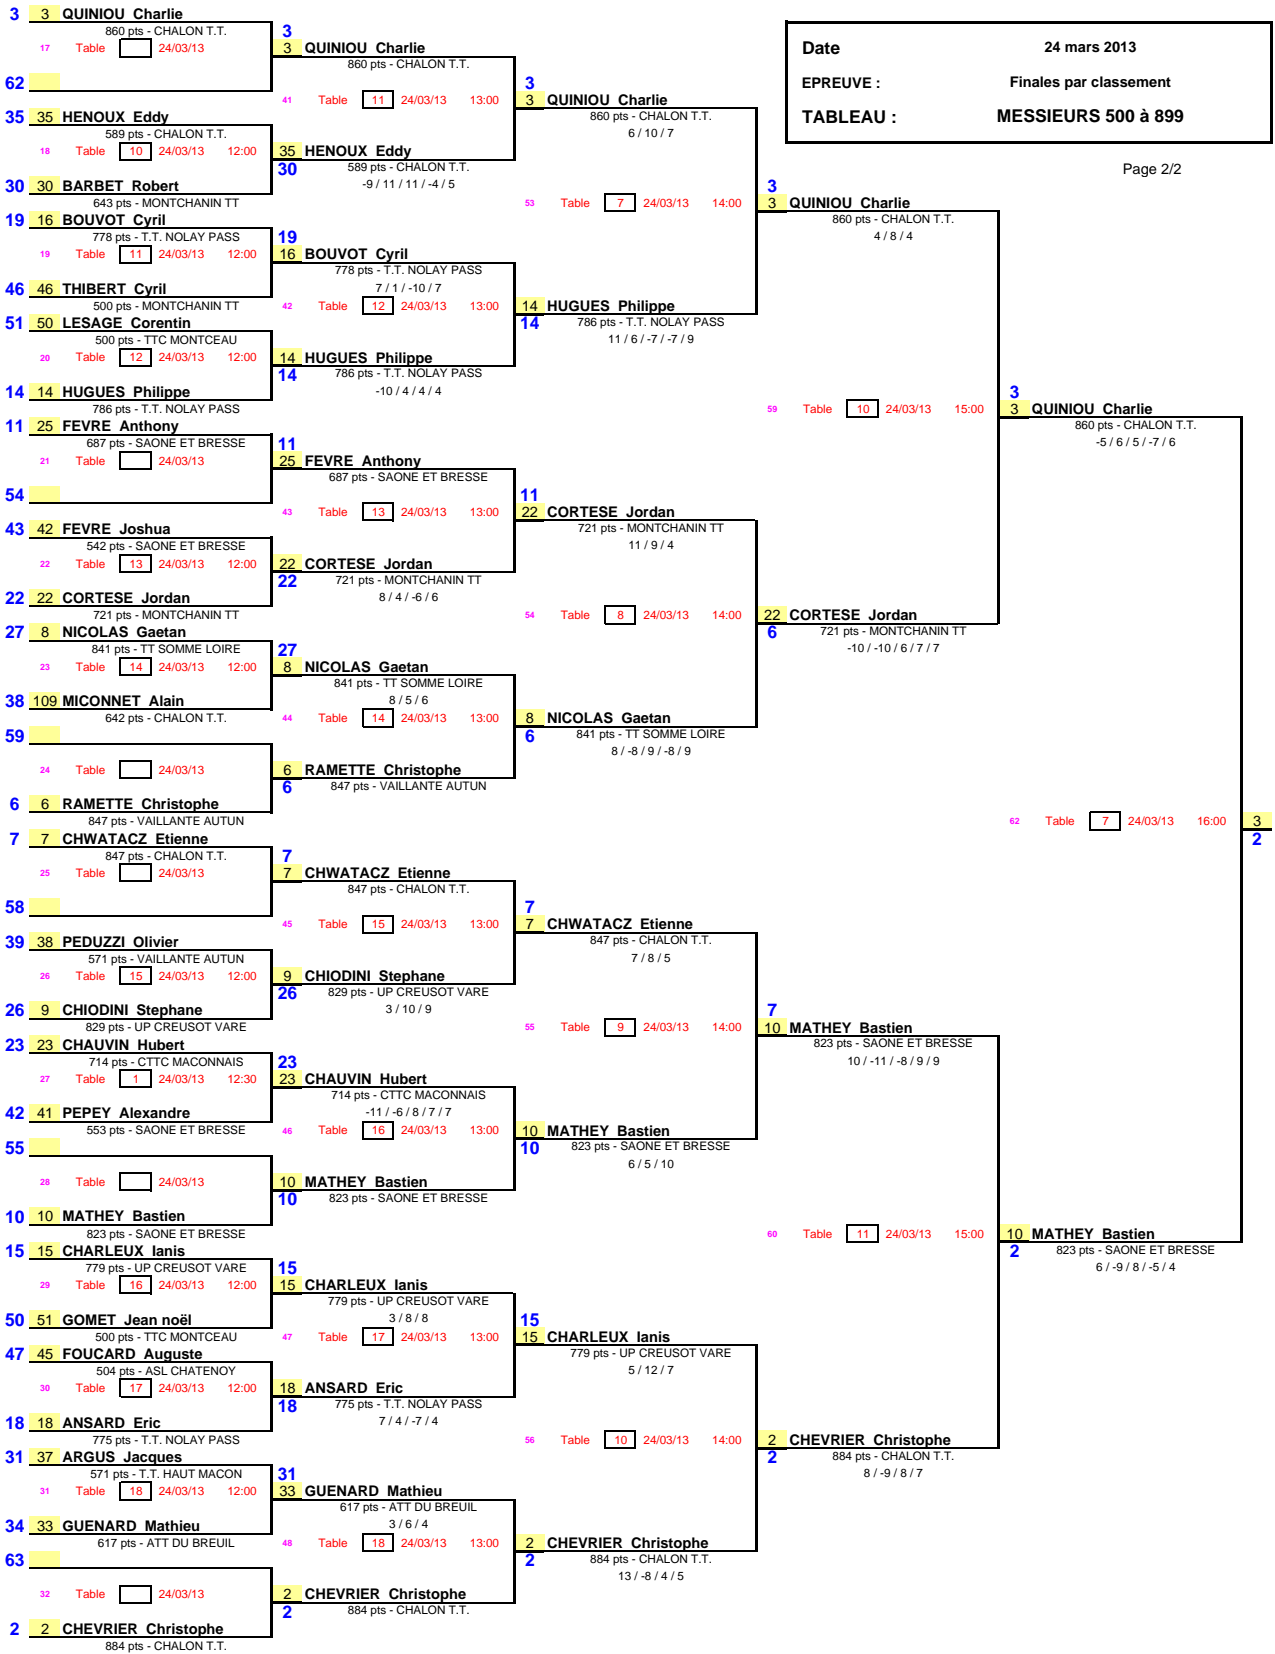 3 3 QUINIOU Charlie
860 pts - CHALON T.T.
3
17 Table 24/03/13
3 QUINIOU Charlie
Date 24 mars 2013
860 pts - CHALON T.T.
62
3
EPREUVE : Finales par classement
41 Table 11 24/03/13 13:00
3 QUINIOU Charlie
35 35 HENOUX Eddy
860 pts - CHALON T.T.
TABLEAU : MESSIEURS 500 à 899
589 pts - CHALON T.T.
6 / 10 / 7
18 Table 10 24/03/13 12:00
35 HENOUX Eddy
30
589 pts - CHALON T.T.
Page 2/2
30 30 BARBET Robert
-9 / 11 / 11 / -4 / 5
3
643 pts - MONTCHANIN TT
53 Table 7 24/03/13 14:00
3 QUINIOU Charlie
19 16 BOUVOT Cyril
860 pts - CHALON T.T.
778 pts - T.T. NOLAY PASS
19
4 / 8 / 4
19 Table 11 24/03/13 12:00
16 BOUVOT Cyril
778 pts - T.T. NOLAY PASS
46 46 THIBERT Cyril
7 / 1 / -10 / 7
500 pts - MONTCHANIN TT
42 Table 12 24/03/13 13:00
14 HUGUES Philippe
51 50 LESAGE Corentin
14
786 pts - T.T. NOLAY PASS
500 pts - TTC MONTCEAU
11 / 6 / -7 / -7 / 9
20 Table 12 24/03/13 12:00
14 HUGUES Philippe
14
786 pts - T.T. NOLAY PASS
14 14 HUGUES Philippe
-10 / 4 / 4 / 4
3
786 pts - T.T. NOLAY PASS
59 Table 10 24/03/13 15:00
3 QUINIOU Charlie
11 25 FEVRE Anthony
860 pts - CHALON T.T.
687 pts - SAONE ET BRESSE
11
-5 / 6 / 5 / -7 / 6
21 Table 24/03/13
25 FEVRE Anthony
687 pts - SAONE ET BRESSE
54
11
43 Table 13 24/03/13 13:00
22 CORTESE Jordan
43 42 FEVRE Joshua
721 pts - MONTCHANIN TT
542 pts - SAONE ET BRESSE
11 / 9 / 4
22 Table 13 24/03/13 12:00
22 CORTESE Jordan
22
721 pts - MONTCHANIN TT
22 22 CORTESE Jordan
8 / 4 / -6 / 6
721 pts - MONTCHANIN TT
54 Table 8 24/03/13 14:00
22 CORTESE Jordan
27 8 NICOLAS Gaetan
6
721 pts - MONTCHANIN TT
841 pts - TT SOMME LOIRE
27
-10 / -10 / 6 / 7 / 7
23 Table 14 24/03/13 12:00
8 NICOLAS Gaetan
841 pts - TT SOMME LOIRE
38 109 MICONNET Alain
8 / 5 / 6
642 pts - CHALON T.T.
44 Table 14 24/03/13 13:00
8 NICOLAS Gaetan
59
6
841 pts - TT SOMME LOIRE
8 / -8 / 9 / -8 / 9
24 Table 24/03/13
6 RAMETTE Christophe
6
847 pts - VAILLANTE AUTUN
6 6 RAMETTE Christophe
847 pts - VAILLANTE AUTUN
62 Table 7 24/03/13 16:00
3
2
7 7 CHWATACZ Etienne
847 pts - CHALON T.T.
7
25 Table 24/03/13
7 CHWATACZ Etienne
847 pts - CHALON T.T.
58
7
45 Table 15 24/03/13 13:00
7 CHWATACZ Etienne
39 38 PEDUZZI Olivier
847 pts - CHALON T.T.
571 pts - VAILLANTE AUTUN
7 / 8 / 5
26 Table 15 24/03/13 12:00
9 CHIODINI Stephane
26
829 pts - UP CREUSOT VARE
26 9 CHIODINI Stephane
3 / 10 / 9
7
829 pts - UP CREUSOT VARE
55 Table 9 24/03/13 14:00
10 MATHEY Bastien
23 23 CHAUVIN Hubert
823 pts - SAONE ET BRESSE
714 pts - CTTC MACONNAIS
23
10 / -11 / -8 / 9 / 9
27 Table 1 24/03/13 12:30
23 CHAUVIN Hubert
714 pts - CTTC MACONNAIS
42 41 PEPEY Alexandre
-11 / -6 / 8 / 7 / 7
553 pts - SAONE ET BRESSE
46 Table 16 24/03/13 13:00
10 MATHEY Bastien
55
10
823 pts - SAONE ET BRESSE
6 / 5 / 10
28 Table 24/03/13
10 MATHEY Bastien
10
823 pts - SAONE ET BRESSE
10 10 MATHEY Bastien
823 pts - SAONE ET BRESSE
60 Table 11 24/03/13 15:00
10 MATHEY Bastien
15 15 CHARLEUX Ianis
2
823 pts - SAONE ET BRESSE
779 pts - UP CREUSOT VARE
15
6 / -9 / 8 / -5 / 4
29 Table 16 24/03/13 12:00
15 CHARLEUX Ianis
779 pts - UP CREUSOT VARE
50 51 GOMET Jean noël
3 / 8 / 8
15
500 pts - TTC MONTCEAU
47 Table 17 24/03/13 13:00
15 CHARLEUX Ianis
47 45 FOUCARD Auguste
779 pts - UP CREUSOT VARE
504 pts - ASL CHATENOY
5 / 12 / 7
30 Table 17 24/03/13 12:00
18 ANSARD Eric
18
775 pts - T.T. NOLAY PASS
18 18 ANSARD Eric
7 / 4 / -7 / 4
775 pts - T.T. NOLAY PASS
56 Table 10 24/03/13 14:00
2 CHEVRIER Christophe
31 37 ARGUS Jacques
2
884 pts - CHALON T.T.
571 pts - T.T. HAUT MACON
31
8 / -9 / 8 / 7
31 Table 18 24/03/13 12:00
33 GUENARD Mathieu
617 pts - ATT DU BREUIL
34 33 GUENARD Mathieu
3 / 6 / 4
617 pts - ATT DU BREUIL
48 Table 18 24/03/13 13:00
2 CHEVRIER Christophe
63
2
884 pts - CHALON T.T.
13 / -8 / 4 / 5
32 Table 24/03/13
2 CHEVRIER Christophe
2
884 pts - CHALON T.T.
2 2 CHEVRIER Christophe
884 pts - CHALON T.T.